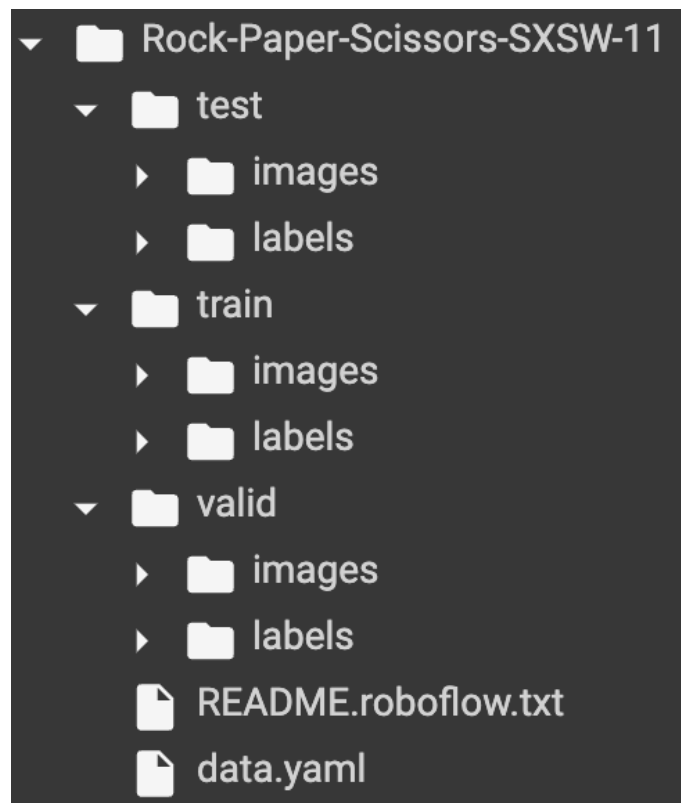 Rock-Paper-Scissors-SXSW-11
test
images
labels
train
images
labels
valid
images
labels
README.roboflow.txt
data.yaml